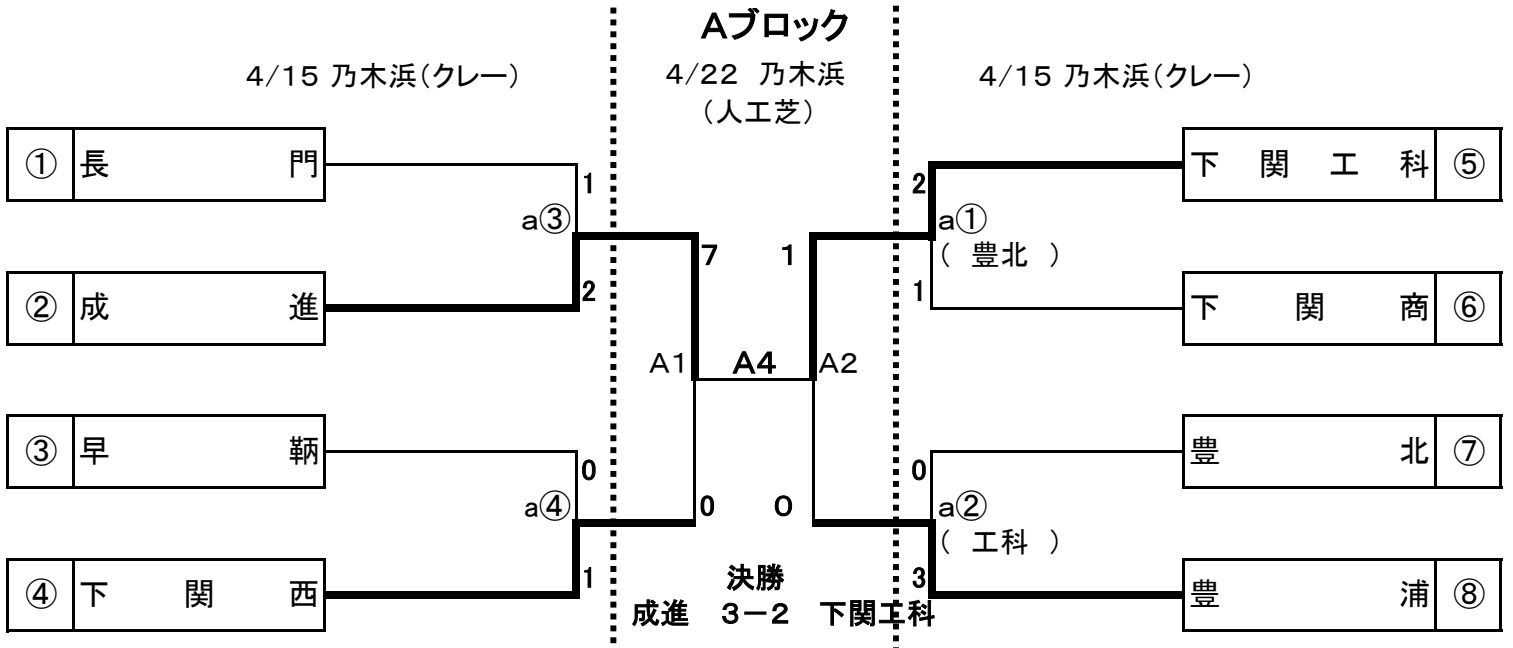 Aブロック
4/15 乃木浜(クレー)
4/22 乃木浜
(人工芝)
4/15 乃木浜(クレー)
① 長門
1
a③
② 成進
2
③ 早鞆
0
a④
④ 下関西
1
7 1
A1 A4 A2
0 0
決勝
成進 3-2 下関工科
2
下関工科 ⑤
a①
( 豊北 )
1
下関商 ⑥
0
豊北 ⑦
a②
( 工科 )
3
豊浦 ⑧